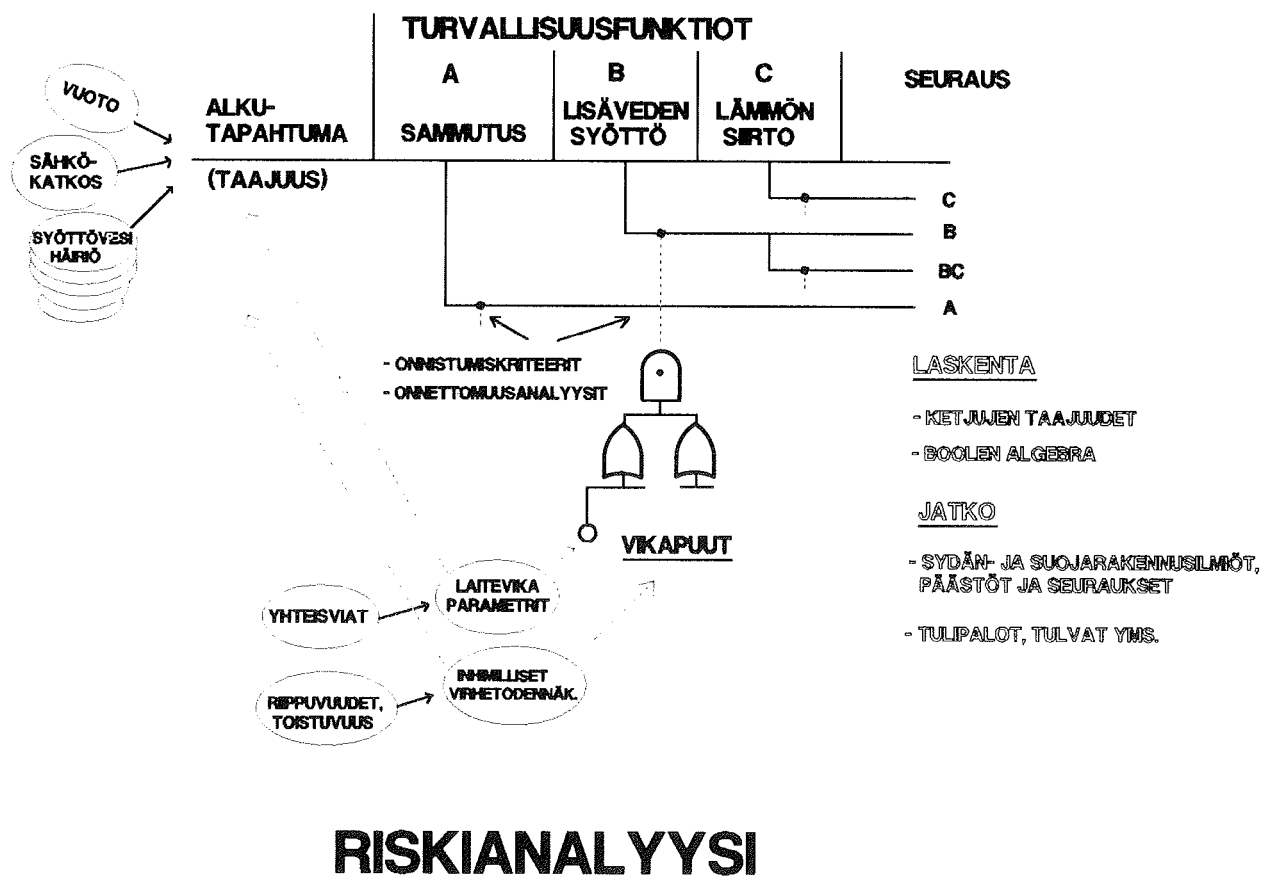 TURVALLISUUSFUNKTIOT
A
B
C
SEURAUS
VUOTO
ALKU-
TAPAHTUMA
SAMMUTUS
LISÄVEDEN
SYÖTTÖ
LÄMMÖN
SIIRTO
SÄHKÖ-
KATKOS
(TAAJUUS)
SYÖTTÖVESI
HÄIRIÖ
C
B
BC
A
- ONNISTUMISKRITEERIT
- ONNETTOMUUSANALYYSIT
LASKENTA
- KETJUJEN TAAJUUDET
- BOOLEN ALGEBRA
JATKO
- SYDÄN- JA SUOJARAKENNUSILMIÖT,
PÄÄSTÖT JA SEURAUKSET
- TULIPALOT, TULVAT YMS.
VIKAPUUT
YHTEISVIAT
LAITEVIKA
PARAMETRIT
RIIPPUVUUDET,
TOISTUVUUS
INHIMILLISET
VIRHETODENNÄK.
RISKIANALYYSI